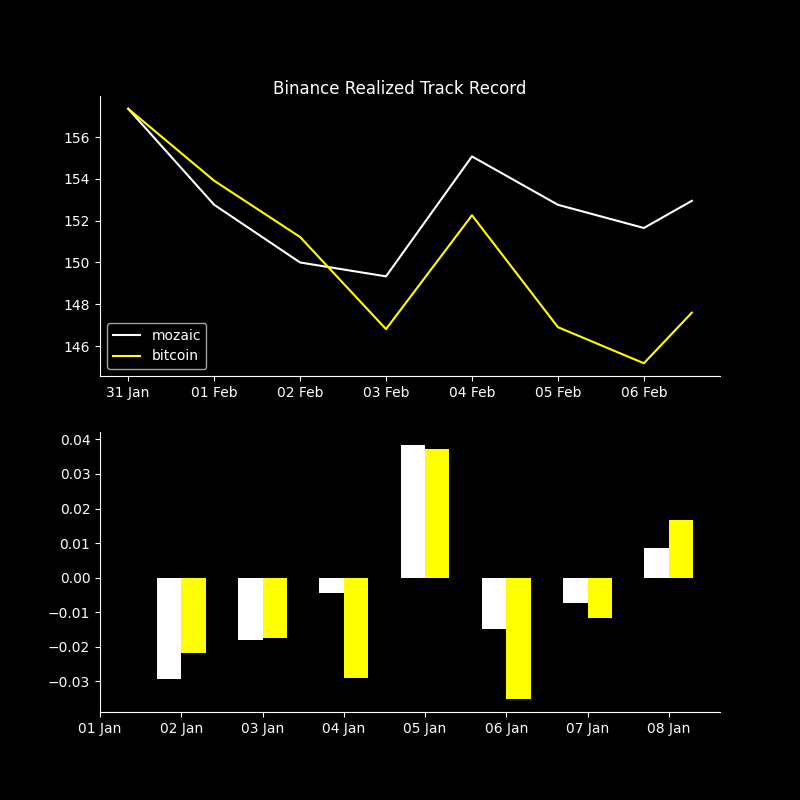 Binance Realized Track Record
156
154
152
150
148
146
mozaic
bitcoin
31 Jan 01 Feb 02 Feb 03 Feb 04 Feb 05 Feb 06 Feb
0.04
0.03
0.02
0.01
0.00
−0.01
−0.02
−0.03
01 Jan 02 Jan 03 Jan 04 Jan 05 Jan 06 Jan 07 Jan 08 Jan